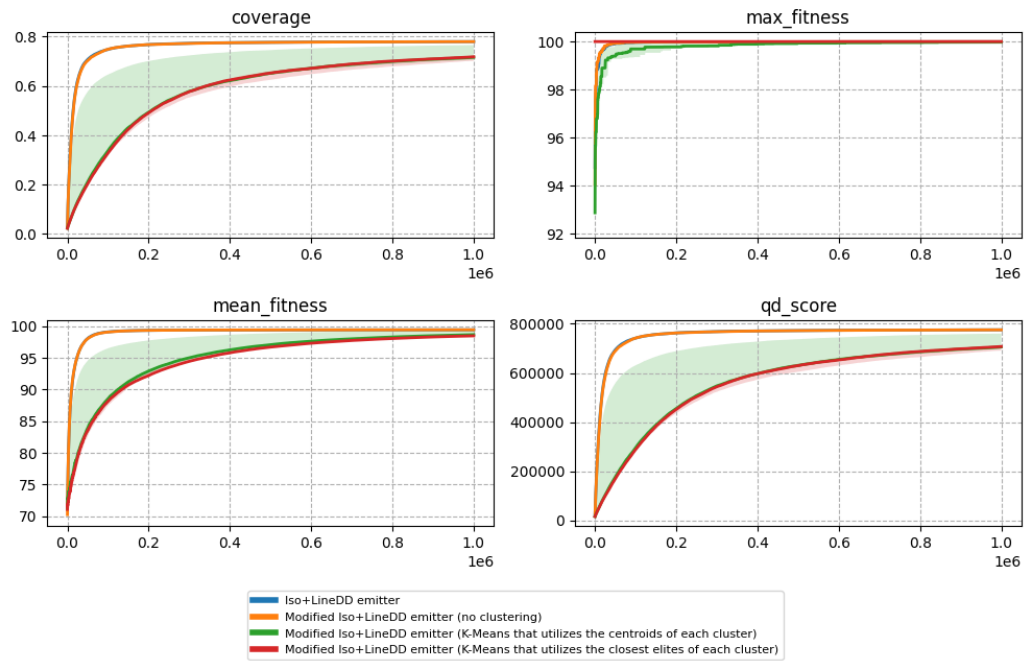 coverage
max_fitness
0.8
0.6
0.4
0.2
0.0
100
98
96
94
92
0.0 0.2 0.4 0.6 0.8 1.0
1e6
0.0 0.2 0.4 0.6 0.8 1.0
1e6
mean_fitness
qd_score
100
95
90
85
80
75
70
800000
600000
400000
200000
0
0.0 0.2 0.4 0.6 0.8 1.0
1e6
0.0 0.2 0.4 0.6 0.8 1.0
1e6
Iso+LineDD emitter
Modified Iso+LineDD emitter (no clustering)
Modified Iso+LineDD emitter (K-Means that utilizes the centroids of each cluster)
Modified Iso+LineDD emitter (K-Means that utilizes the closest elites of each cluster)